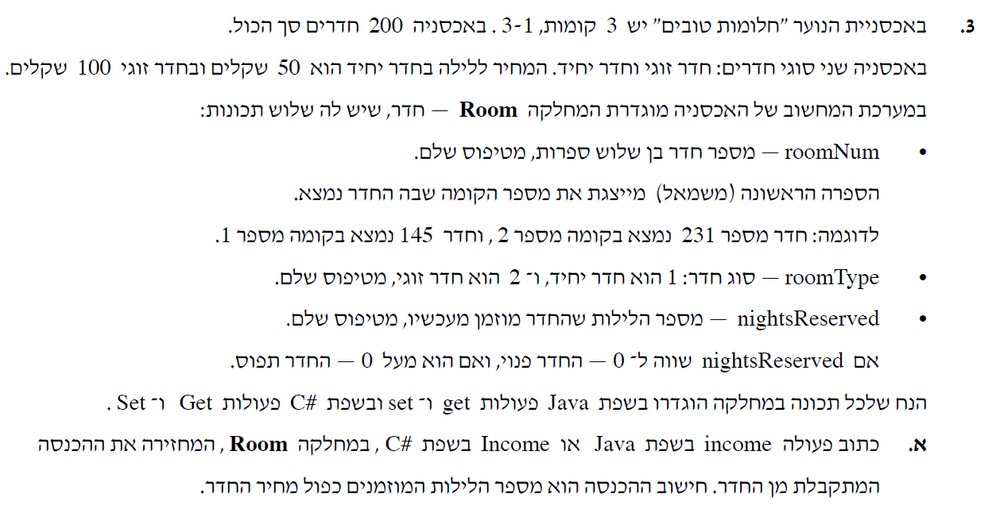 3. באכסניית הנוער "חלומות טובים" יש 3 קומות, 3-1. באכסניה 200 חדרים סך הכול.
באכסניה שני סוגי חדרים: חדר זוגי וחדר יחיד. המחיר ללילה בחדר יחיד הוא 50 שקלים ובחדר זוגי 100 שקלים.
במערכת המחשוב של האכסניה מוגדרת המחלקה Room — חדר, שיש לה שלוש תכונות:
• roomNum — מספר חדר בן שלוש ספרות, מטיפוס שלם.
הספרה הראשונה (משמאל) מייצגת את מספר הקומה שבה החדר נמצא.
לדוגמה: חדר מספר 231 נמצא בקומה מספר 2, וחדר 145 נמצא בקומה מספר 1.
• roomType — סוג חדר: 1 הוא חדר יחיד, ו־ 2 הוא חדר זוגי, מטיפוס שלם.
• nightsReserved — מספר הלילות שהחדר מוזמן מעכשיו, מטיפוס שלם.
אם nightsReserved שווה ל־ 0 — החדר פנוי, ואם הוא מעל 0 — החדר תפוס.
הנח שלכל תכונה במחלקה הוגדרו בשפת Java פעולות get ו־ set ובשפת C# פעולות Get ו־ Set.
א. כתוב פעולה income בשפת Java או Income בשפת C#, במחלקה Room, המחזירה את ההכנסה
המתקבלת מן החדר. חישוב ההכנסה הוא מספר הלילות המוזמנים כפול מחיר החדר.